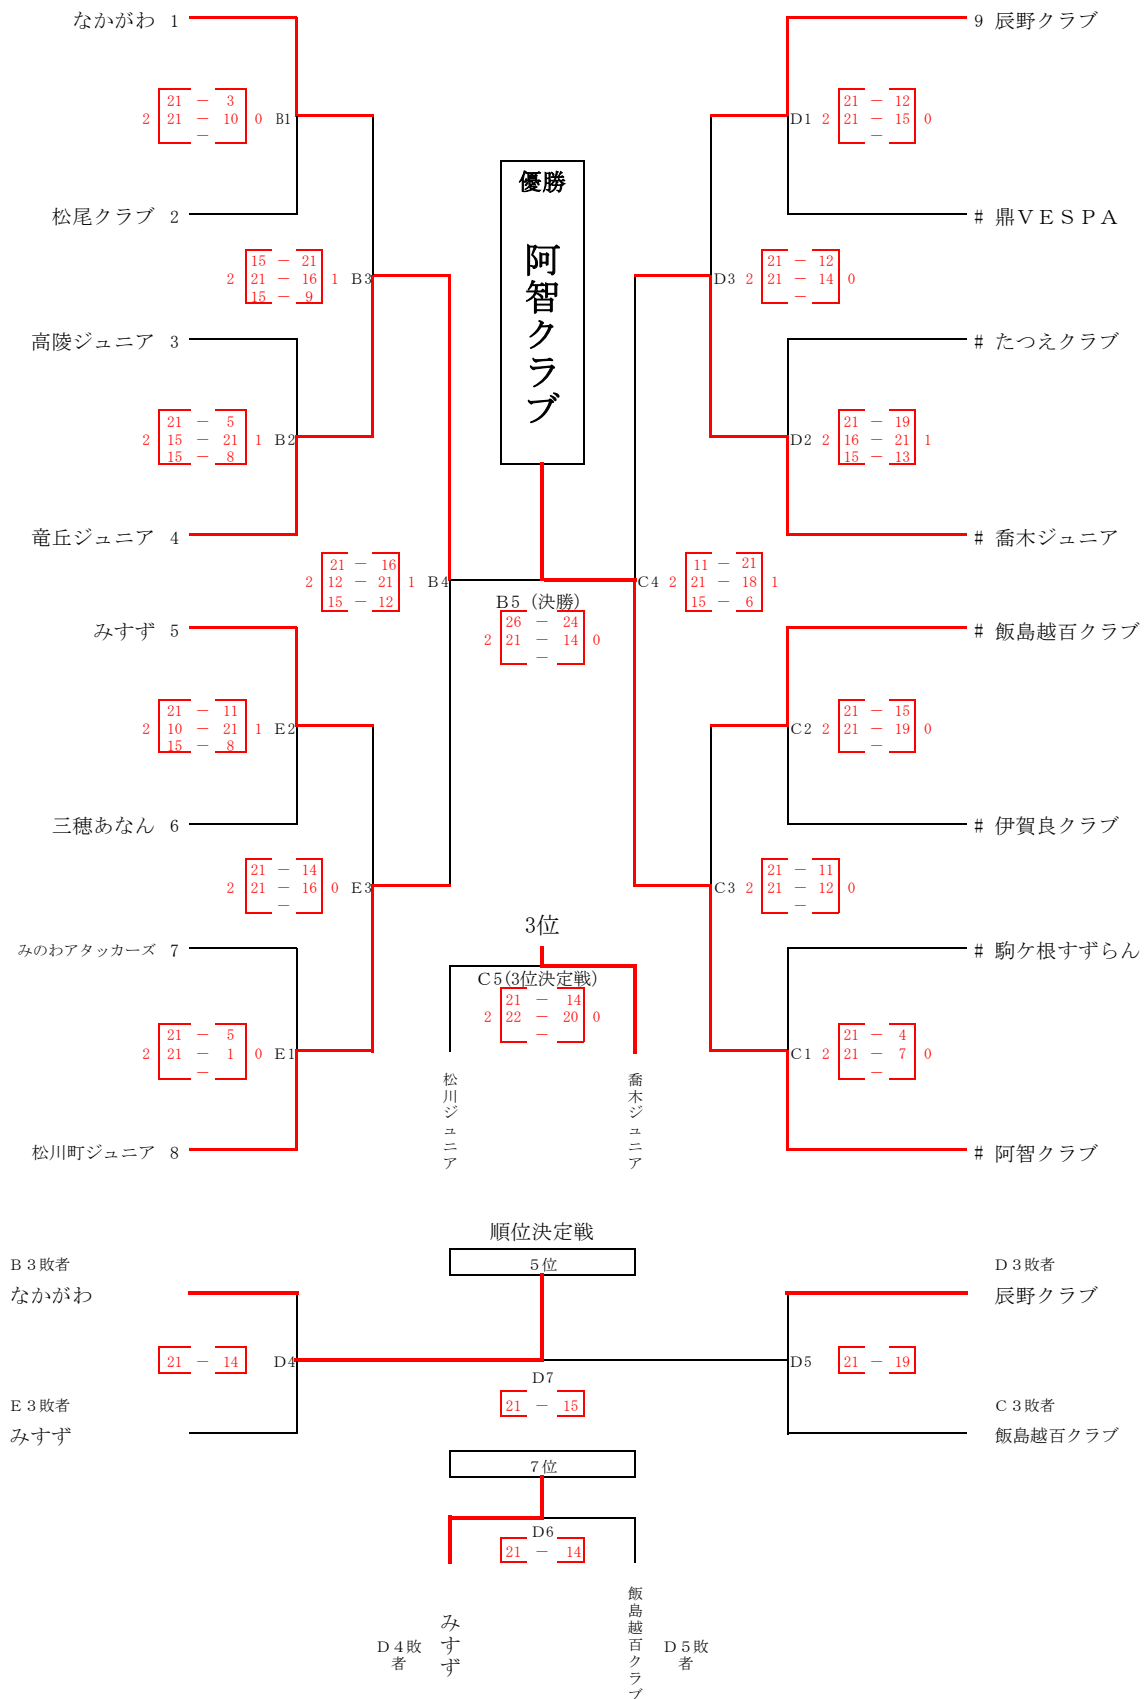 なかがわ 1
9 辰野クラブ
21 － 3
2 21 － 10 0 B1
－
21 － 12
D1 2 21 － 15 0
－
優勝
阿智クラブ
松尾クラブ 2
# 鼎ＶＥＳＰＡ
15 － 21
2 21 － 16 1 B3
15 － 9
21 － 12
D3 2 21 － 14 0
－
高陵ジュニア 3
# たつえクラブ
21 － 5
2 15 － 21 1 B2
15 － 8
21 － 19
D2 2 16 － 21 1
15 － 13
竜丘ジュニア 4
# 喬木ジュニア
21 － 16
2 12 － 21 1 B4
15 － 12
11 － 21
C4 2 21 － 18 1
15 － 6
B5 (決勝)
26 － 24
2 21 － 14 0
－
みすず 5
# 飯島越百クラブ
21 － 11
2 10 － 21 1 E2
15 － 8
21 － 15
C2 2 21 － 19 0
－
三穂あなん 6
# 伊賀良クラブ
21 － 14
2 21 － 16 0 E3
－
21 － 11
C3 2 21 － 12 0
－
3位
みのわアタッカーズ 7
# 駒ケ根すずらん
C5(3位決定戦)
21 － 14
2 22 － 20 0
－
21 － 5
2 21 － 1 0 E1
－
21 － 4
C1 2 21 － 7 0
－
松川ジュニア
喬木ジュニア
松川町ジュニア 8
# 阿智クラブ
順位決定戦
B３敗者
５位
D３敗者
なかがわ
辰野クラブ
21 － 14 D4
D5 21 － 19
D7
21 － 15
E３敗者
C３敗者
みすず
飯島越百クラブ
７位
D6
21 － 14
D４敗者
みすず
飯島越百クラブ
D５敗者